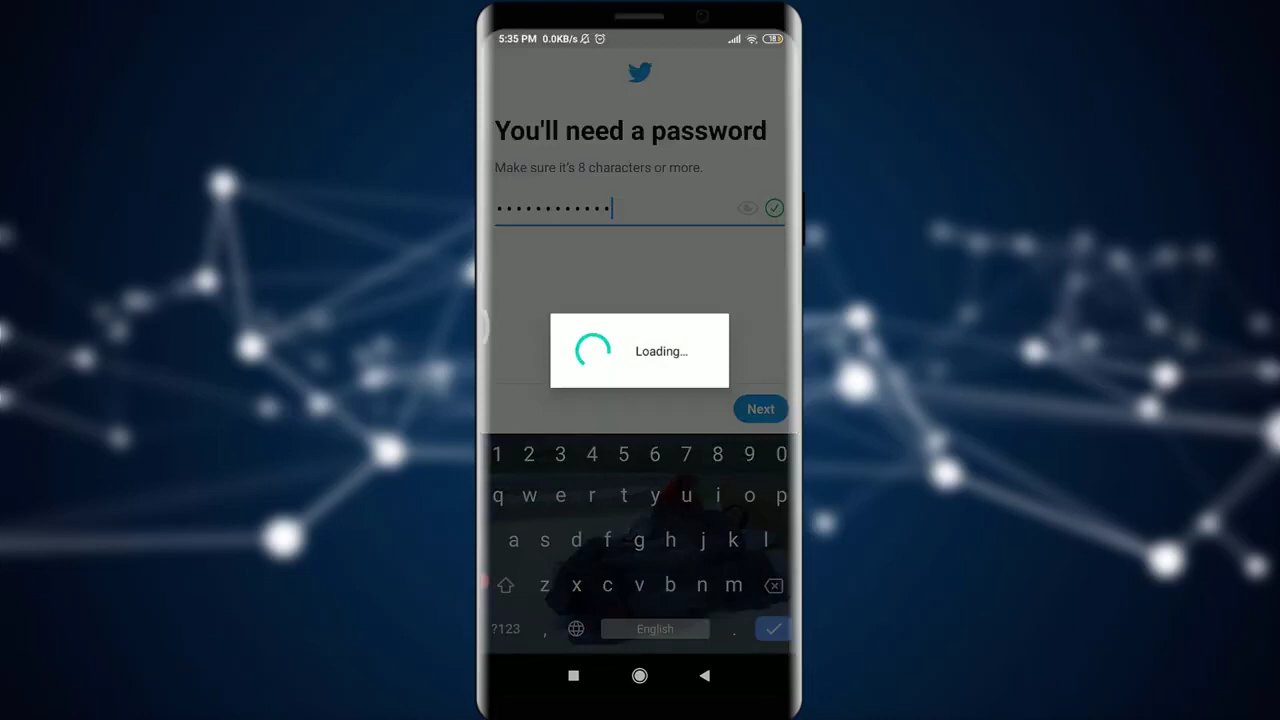 5:35 PM 0.0KB/s 18
You'll need a password
Make sure it's 8 characters or more.
••••••••••••
Loading...
Next
1 2 3 4 5 6 7 8 9 0
q w e r t y u i o p
a s d f g h j k l
z x c v b n m
?123 , English .